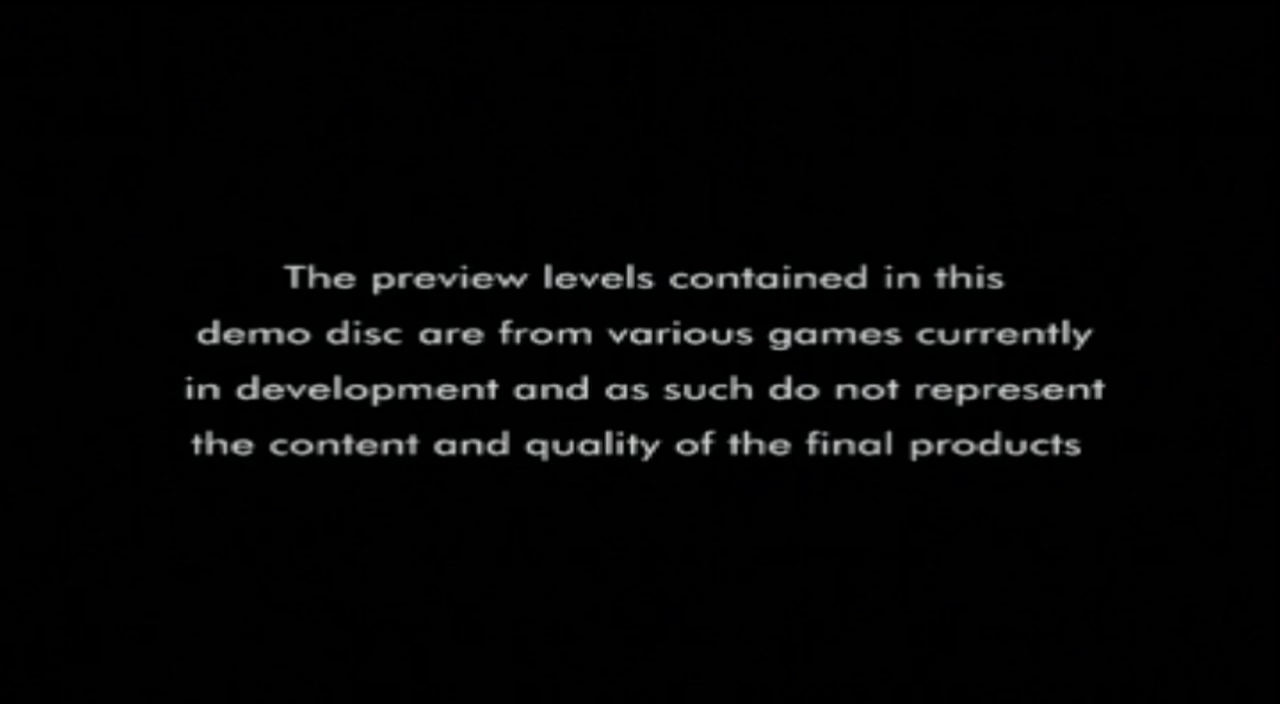 The preview levels contained in this
demo disc are from various games currently
in development and as such do not represent
the content and quality of the final products